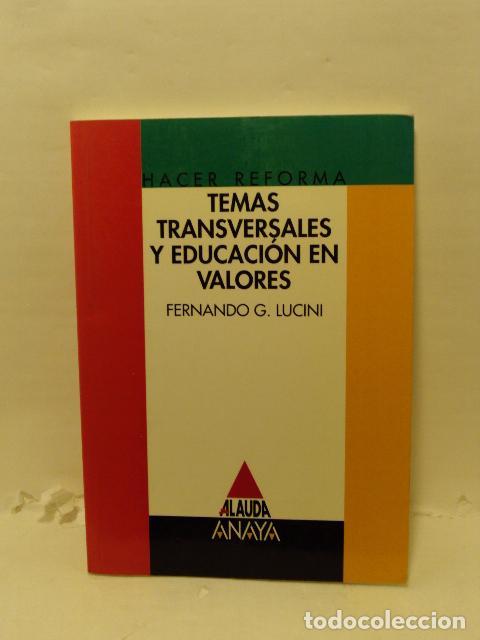 HACER REFORMA
TEMAS
TRANSVERSALES
Y EDUCACIÓN EN
VALORES
FERNANDO G. LUCINI
ALAUDA
ANAYA
todocoleccion